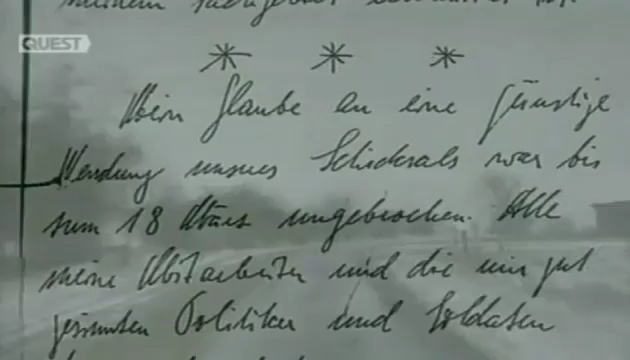 QUEST
* * *
Mein Glaube an eine günstige
Wendung unseres Schicksals war bis
zum 18 März ungebrochen. Alle
meine Mitarbeiter und die mir gut
gesinnten Politiker und Soldaten